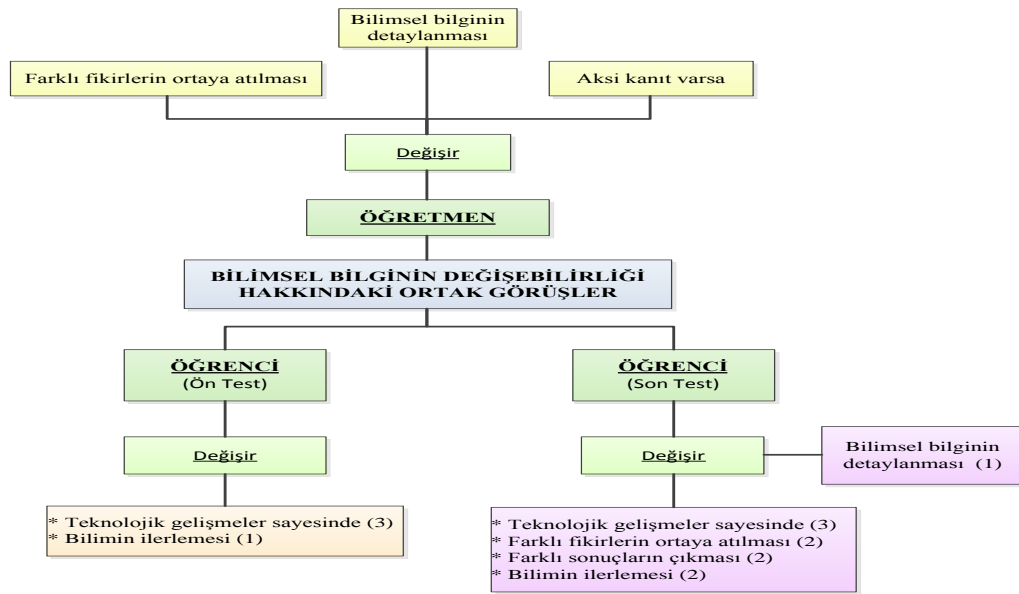 Bilimsel bilginin
detaylanması
Farklı fikirlerin ortaya atılması
Aksi kanıt varsa
Değişir
ÖĞRETMEN
BİLİMSEL BİLGİNİN DEĞİŞEBİLİRLİĞİ
HAKKINDAKİ ORTAK GÖRÜŞLER
ÖĞRENCİ
(Ön Test)
Değişir
* Teknolojik gelişmeler sayesinde (3)
* Bilimin ilerlemesi (1)
ÖĞRENCİ
(Son Test)
Değişir
Bilimsel bilginin
detaylanması (1)
* Teknolojik gelişmeler sayesinde (3)
* Farklı fikirlerin ortaya atılması (2)
* Farklı sonuçların çıkması (2)
* Bilimin ilerlemesi (2)